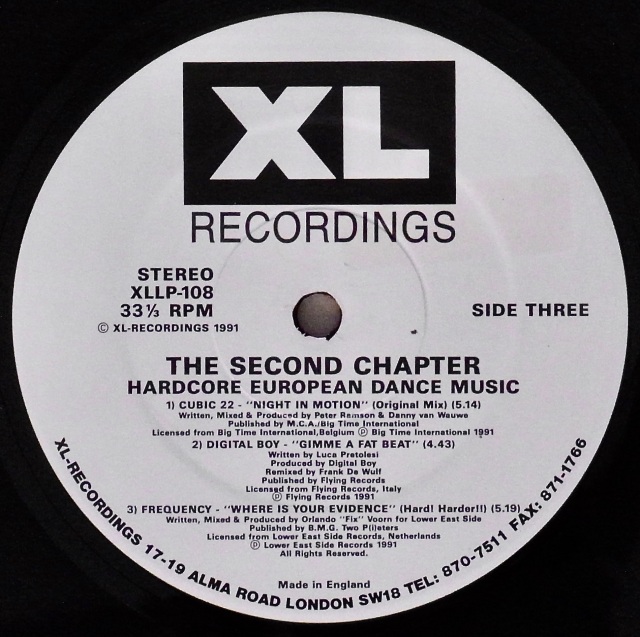 XL
RECORDINGS
STEREO
XLLP-108
33⅓ RPM
Ⓒ XL-RECORDINGS 1991
SIDE THREE
THE SECOND CHAPTER
HARDCORE EUROPEAN DANCE MUSIC
1) CUBIC 22 - "NIGHT IN MOTION" (Original Mix) (5.14)
Written, Mixed & Produced by Peter Ramson & Danny van Wauwe
Published by M.C.A./Big Time International
Licensed from Big Time International,Belgium Ⓟ Big Time International 1991
2) DIGITAL BOY - "GIMME A FAT BEAT" (4.43)
Written by Luca Pretolesi
Produced by Digital Boy
Remixed by Frank De Wulf
Published by Flying Records
Licensed from Flying Records, Italy
Ⓟ Flying Records 1991
3) FREQUENCY - "WHERE IS YOUR EVIDENCE" (Hard! Harder!!) (5.19)
Written, Mixed & Produced by Orlando "Fix" Voorn for Lower East Side
Published by B.M.G. Two P(i)eters
Licensed from Lower East Side Records, Netherlands
Ⓟ Lower East Side Records 1991
All Rights Reserved.
Made in England
XL-RECORDINGS 17-19 ALMA ROAD LONDON SW18 TEL: 870-7511 FAX: 871-1766